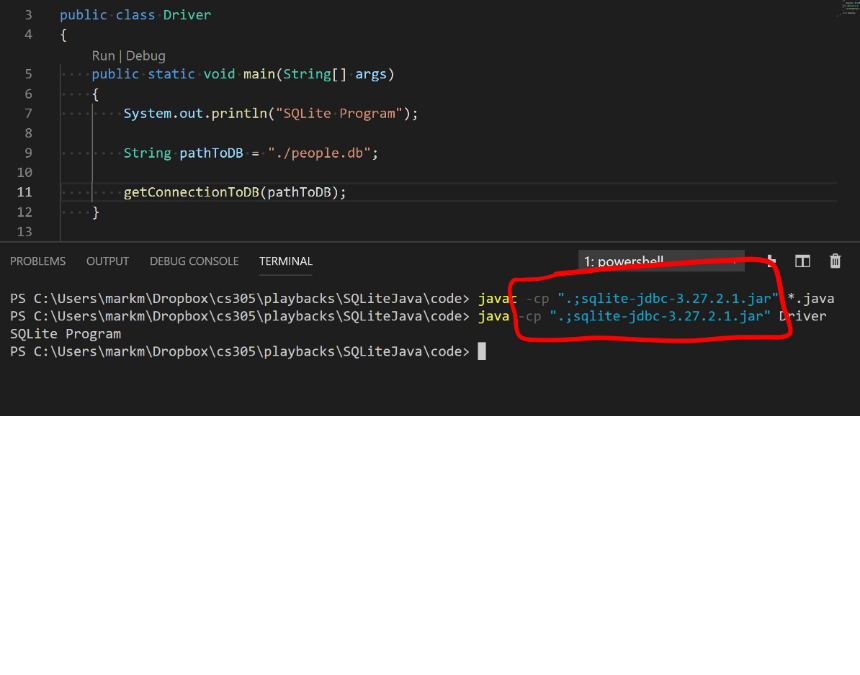 3 public class Driver
4 {
Run | Debug
5 public static void main(String[] args)
6 {
7 System.out.println("SQLite Program");
8
9 String pathToDB = "./people.db";
10
11 getConnectionToDB(pathToDB);
12 }
13
PROBLEMS OUTPUT DEBUG CONSOLE TERMINAL 1: powershell
PS C:\Users\markm\Dropbox\cs305\playbacks\SQLiteJava\code> javac -cp ".;sqlite-jdbc-3.27.2.1.jar" *.java
PS C:\Users\markm\Dropbox\cs305\playbacks\SQLiteJava\code> java -cp ".;sqlite-jdbc-3.27.2.1.jar" Driver
SQLite Program
PS C:\Users\markm\Dropbox\cs305\playbacks\SQLiteJava\code>